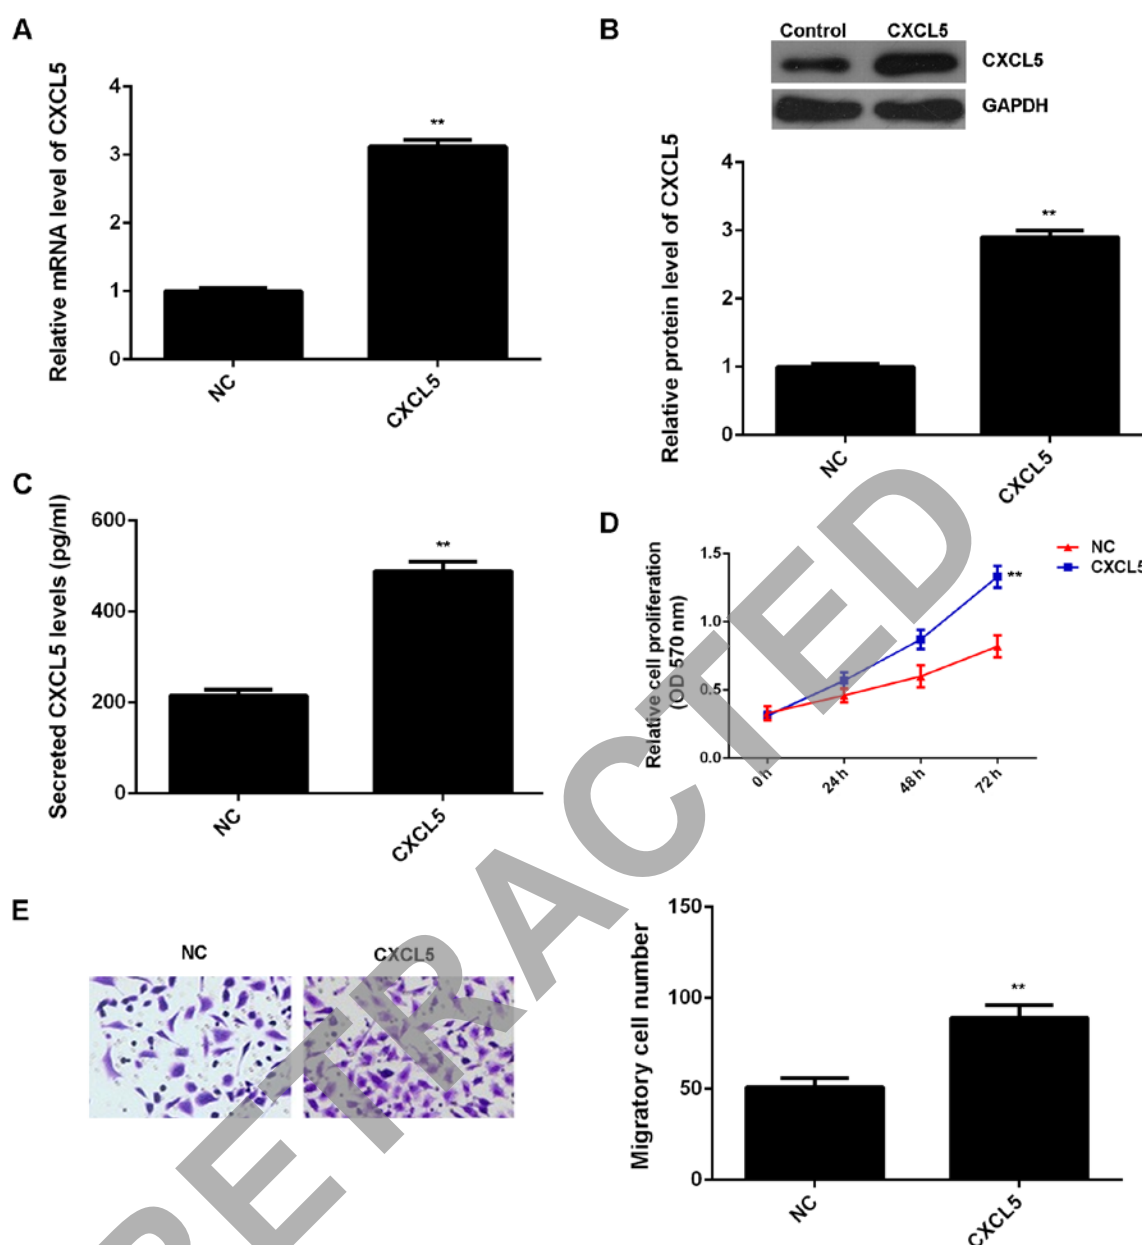 A
Relative mRNA level of CXCL5
4
3
2
1
0
**
NC
CXCL5
B
Control CXCL5
CXCL5
GAPDH
Relative protein level of CXCL5
4
3
2
1
0
**
NC
CXCL5
C
Secreted CXCL5 levels (pg/ml)
600
400
200
0
**
NC
CXCL5
D
Relative cell proliferation
(OD 570 nm)
1.5
1.0
0.5
0.0
**
0 h
24 h
48 h
72 h
NC
CXCL5
E
NC
CXCL5
Migratory cell number
150
100
50
0
**
NC
CXCL5
RETRACTED